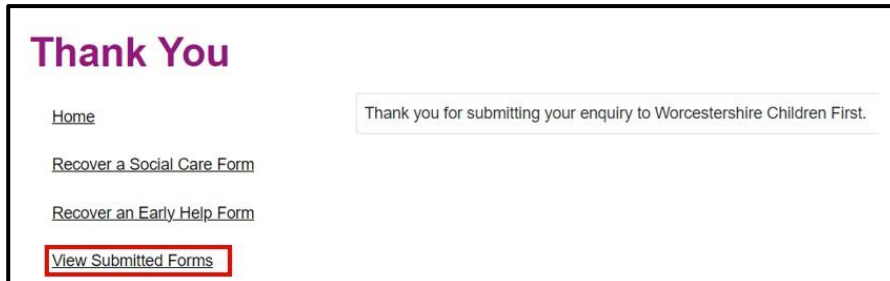 Thank You
Home
Thank you for submitting your enquiry to Worcestershire Children First.
Recover a Social Care Form
Recover an Early Help Form
View Submitted Forms